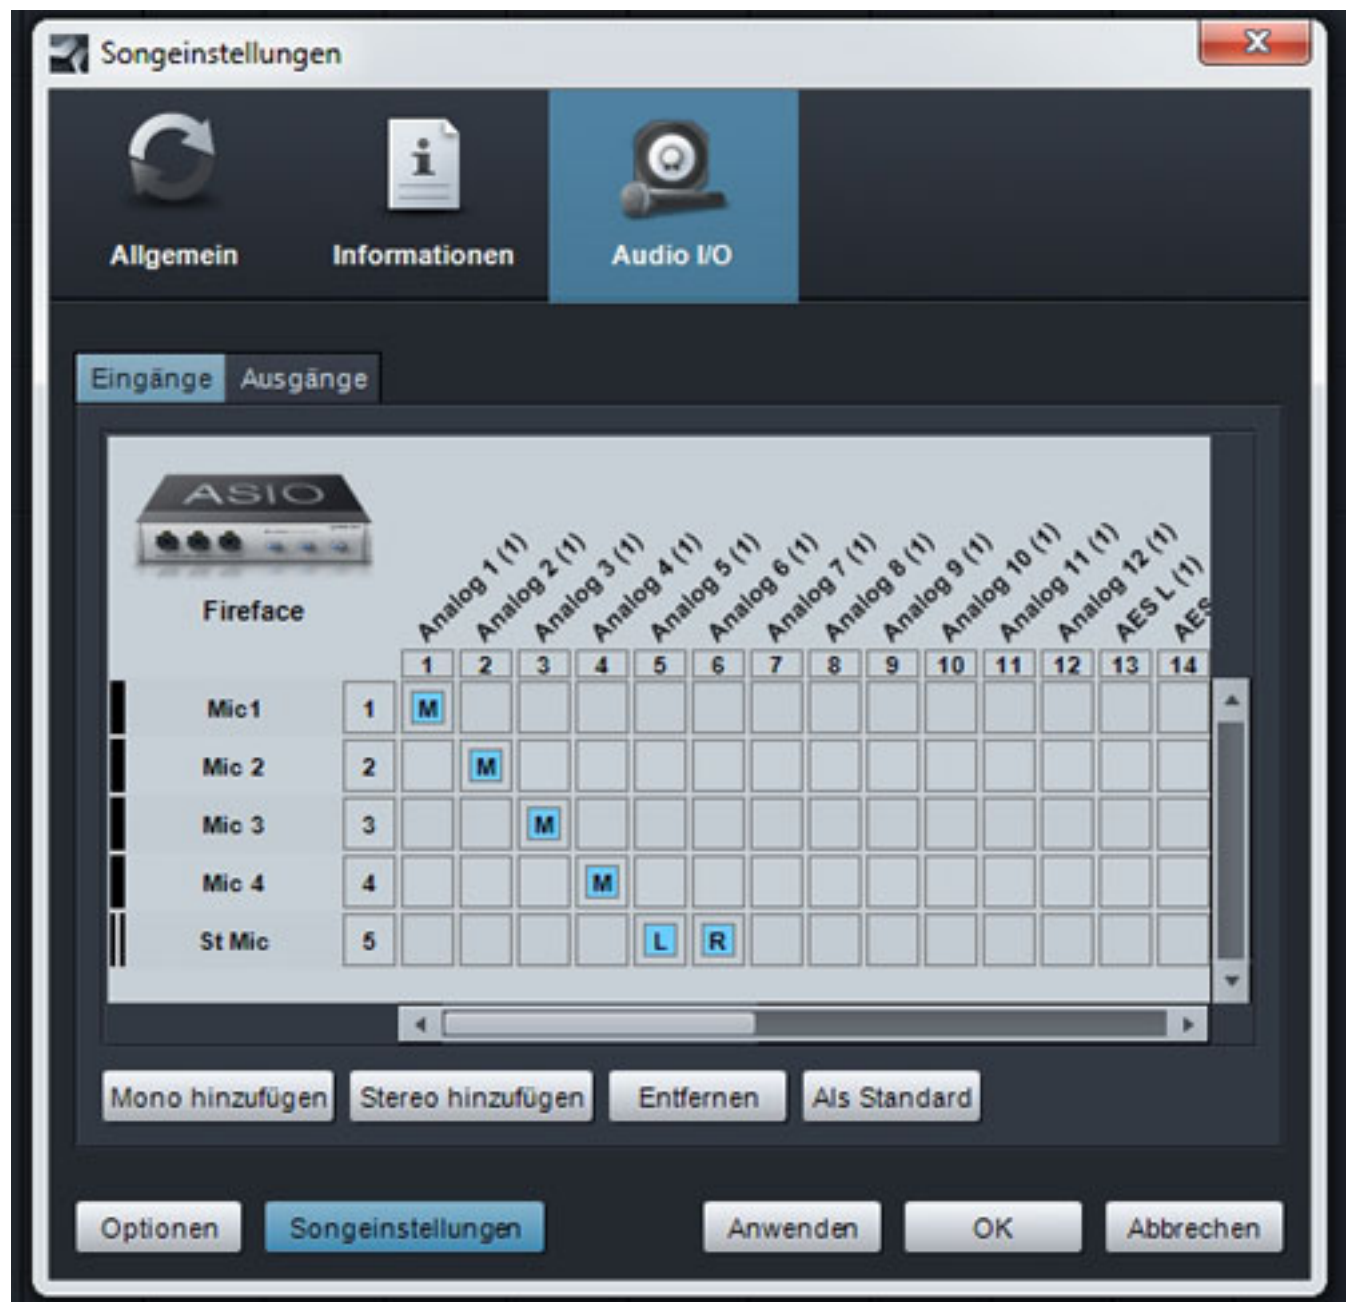 Songeinstellungen
Allgemein Informationen Audio I/O
Eingänge Ausgänge
ASIO
Fireface
Analog 1 (1) Analog 2 (1) Analog 3 (1) Analog 4 (1) Analog 5 (1) Analog 6 (1) Analog 7 (1) Analog 8 (1) Analog 9 (1) Analog 10 (1) Analog 11 (1) Analog 12 (1) AES L (1) AES
1 2 3 4 5 6 7 8 9 10 11 12 13 14
Mic1 1 M
Mic 2 2 M
Mic 3 3 M
Mic 4 4 M
St Mic 5 L R
Mono hinzufügen Stereo hinzufügen Entfernen Als Standard
Optionen Songeinstellungen Anwenden OK Abbrechen